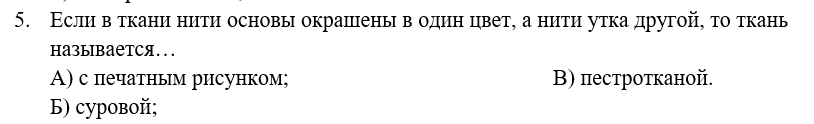 5. Если в ткани нити основы окрашены в один цвет, а нити утка другой, то ткань
называется…
А) с печатным рисунком; В) пестротканой.
Б) суровой;